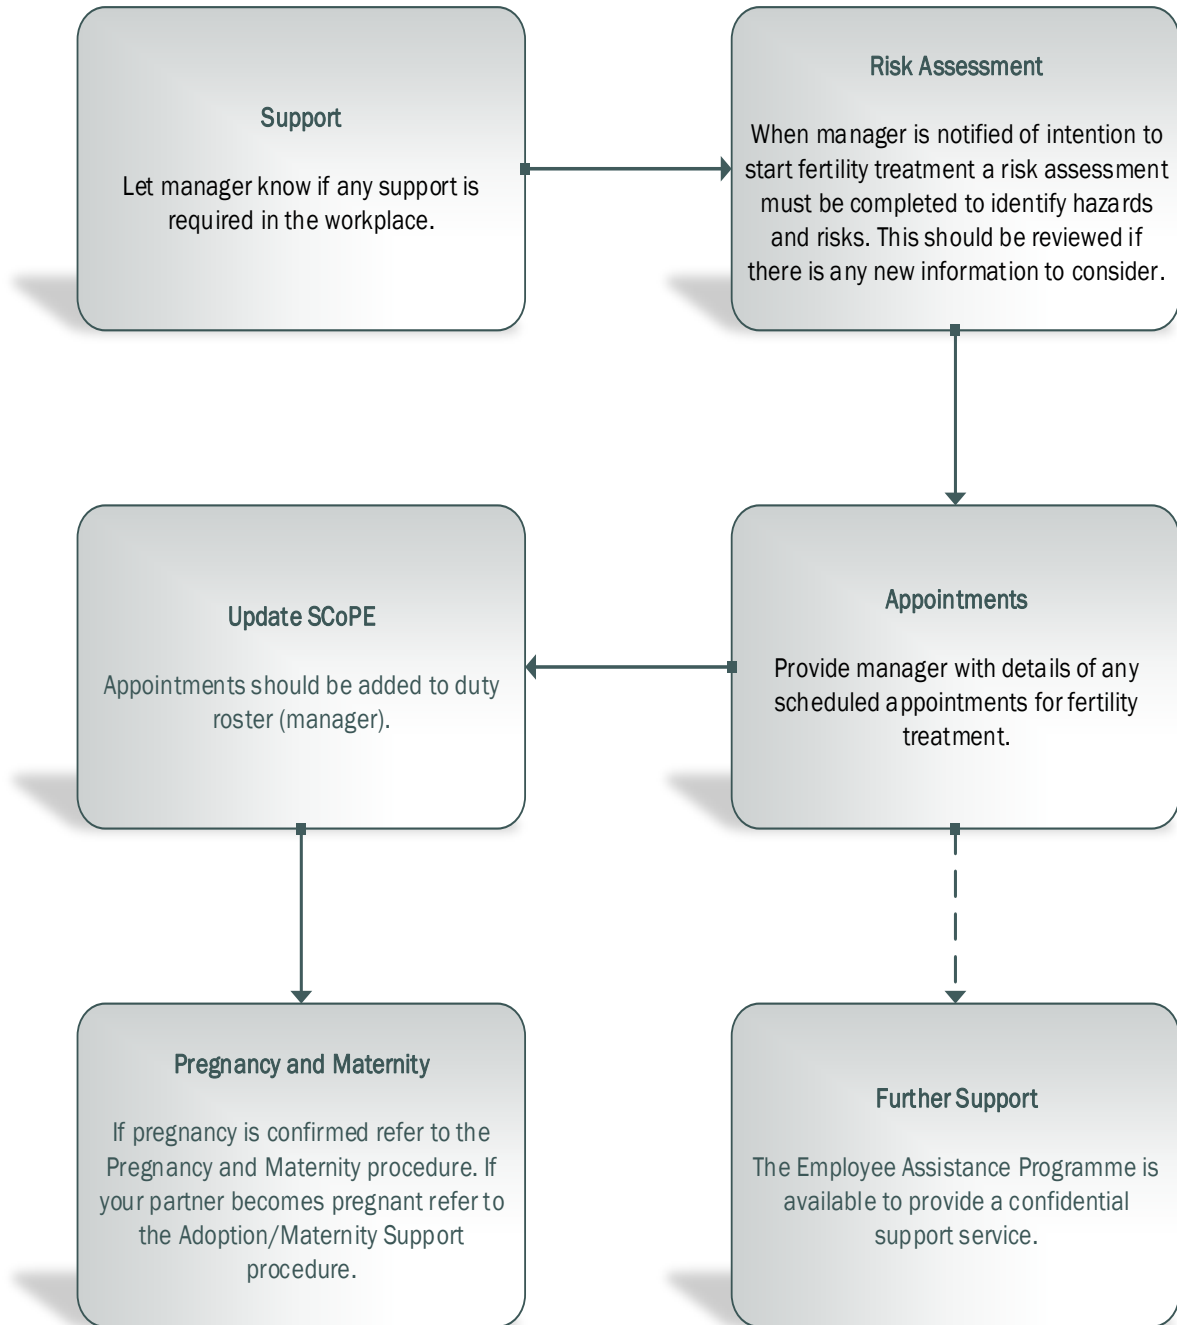 Support
Let manager know if any support is
required in the workplace.
Risk Assessment
When manager is notified of intention to
start fertility treatment a risk assessment
must be completed to identify hazards
and risks. This should be reviewed if
there is any new information to consider.
Update SCoPE
Appointments should be added to duty
roster (manager).
Appointments
Provide manager with details of any
scheduled appointments for fertility
treatment.
Pregnancy and Maternity
If pregnancy is confirmed refer to the
Pregnancy and Maternity procedure. If
your partner becomes pregnant refer to
the Adoption/Maternity Support
procedure.
Further Support
The Employee Assistance Programme is
available to provide a confidential
support service.